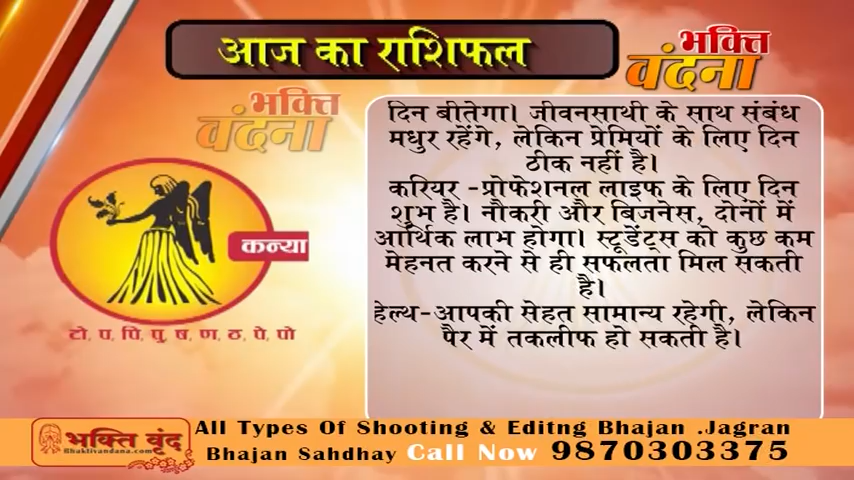 आज का राशिफल
भक्ति
वंदना
भक्ति
वंदना
दिन बीतेगा। जीवनसाथी के साथ संबंध
मधुर रहेंगे, लेकिन प्रेमियों के लिए दिन
ठीक नहीं है।
करियर -प्रोफेशनल लाइफ के लिए दिन
शुभ है। नौकरी और बिजनेस, दोनों में
आर्थिक लाभ होगा। स्टूडेंट्स को कुछ कम
मेहनत करने से ही सफलता मिल सकती
है।
हेल्थ-आपकी सेहत सामान्य रहेगी, लेकिन
पैर में तकलीफ हो सकती है।
कन्या
टो, प, पि, पु, ष, ण, ठ, पे, पो
भक्ति वृंद
Bhaktivandana.com
All Types Of Shooting & Editng Bhajan .Jagran
Bhajan Sahdhay Call Now 9870303375